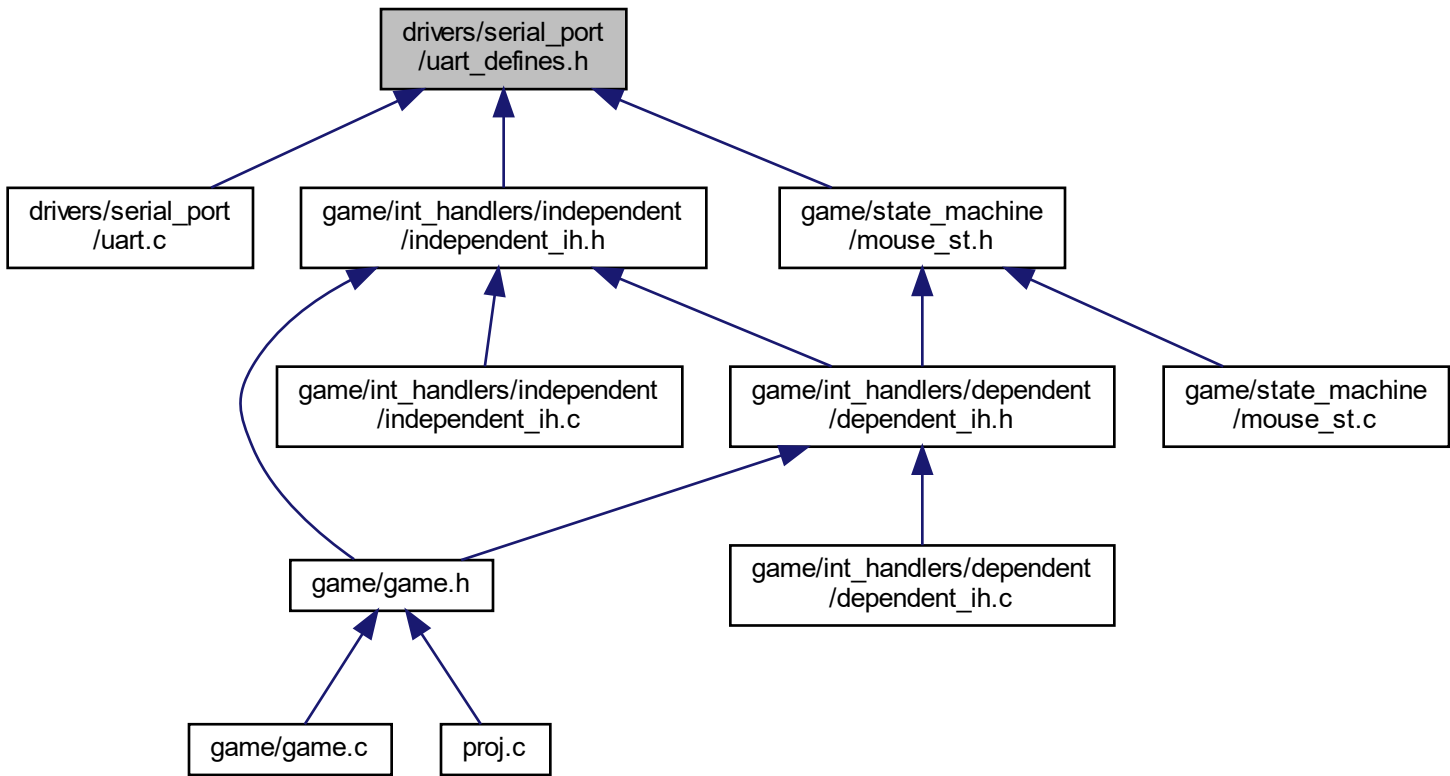 drivers/serial_port
/uart_defines.h
drivers/serial_port
/uart.c
game/int_handlers/independent
/independent_ih.h
game/state_machine
/mouse_st.h
game/int_handlers/independent
/independent_ih.c
game/int_handlers/dependent
/dependent_ih.h
game/state_machine
/mouse_st.c
game/game.h
game/int_handlers/dependent
/dependent_ih.c
game/game.c
proj.c